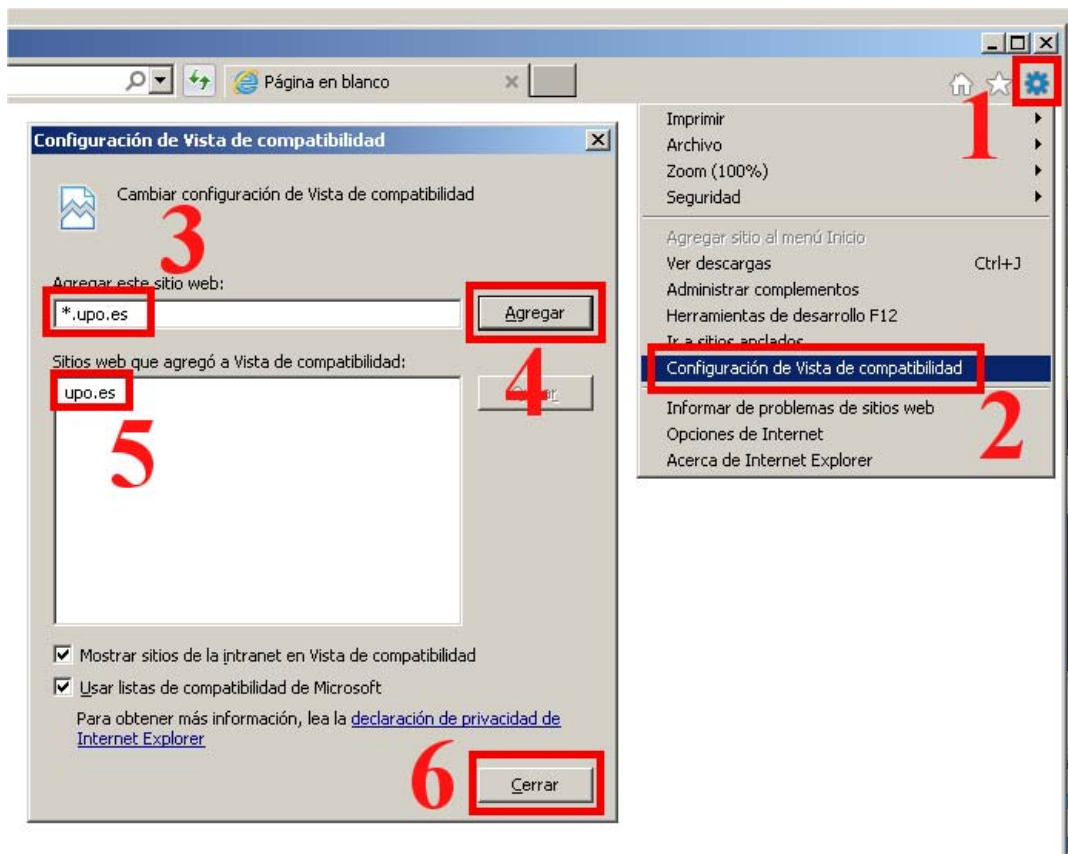 Página en blanco
1
Imprimir
Archivo
Zoom (100%)
Seguridad
Agregar sitio al menú Inicio
Ver descargas Ctrl+J
Administrar complementos
Herramientas de desarrollo F12
Ir a sitios anclados
Configuración de Vista de compatibilidad
2
Informar de problemas de sitios web
Opciones de Internet
Acerca de Internet Explorer
Configuración de Vista de compatibilidad
Cambiar configuración de Vista de compatibilidad
3
Agregar este sitio web:
*.upo.es
Agregar
4
Sitios web que agregó a Vista de compatibilidad:
upo.es
5
Mostrar sitios de la intranet en Vista de compatibilidad
Usar listas de compatibilidad de Microsoft
Para obtener más información, lea la declaración de privacidad de
Internet Explorer
6
Cerrar